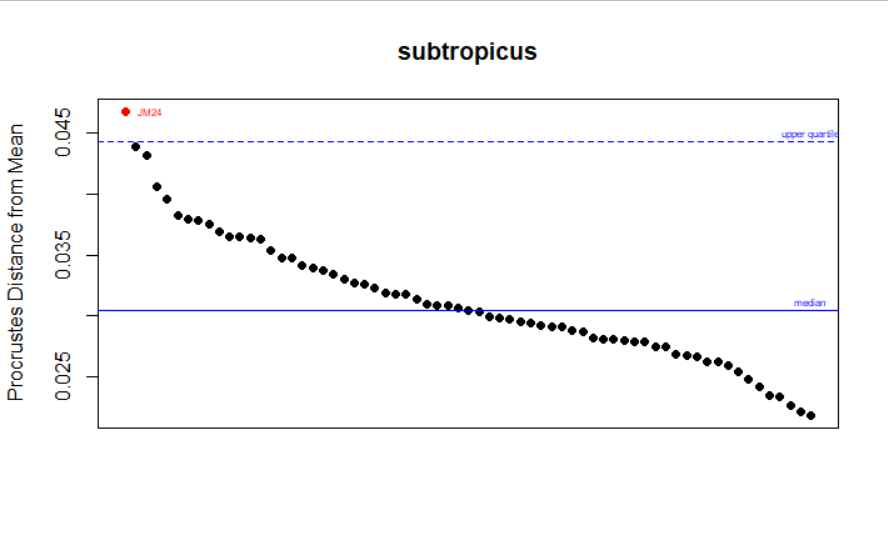 subtropicus
Procrustes Distance from Mean
0.045
0.035
0.025
JM24
upper quartile
median